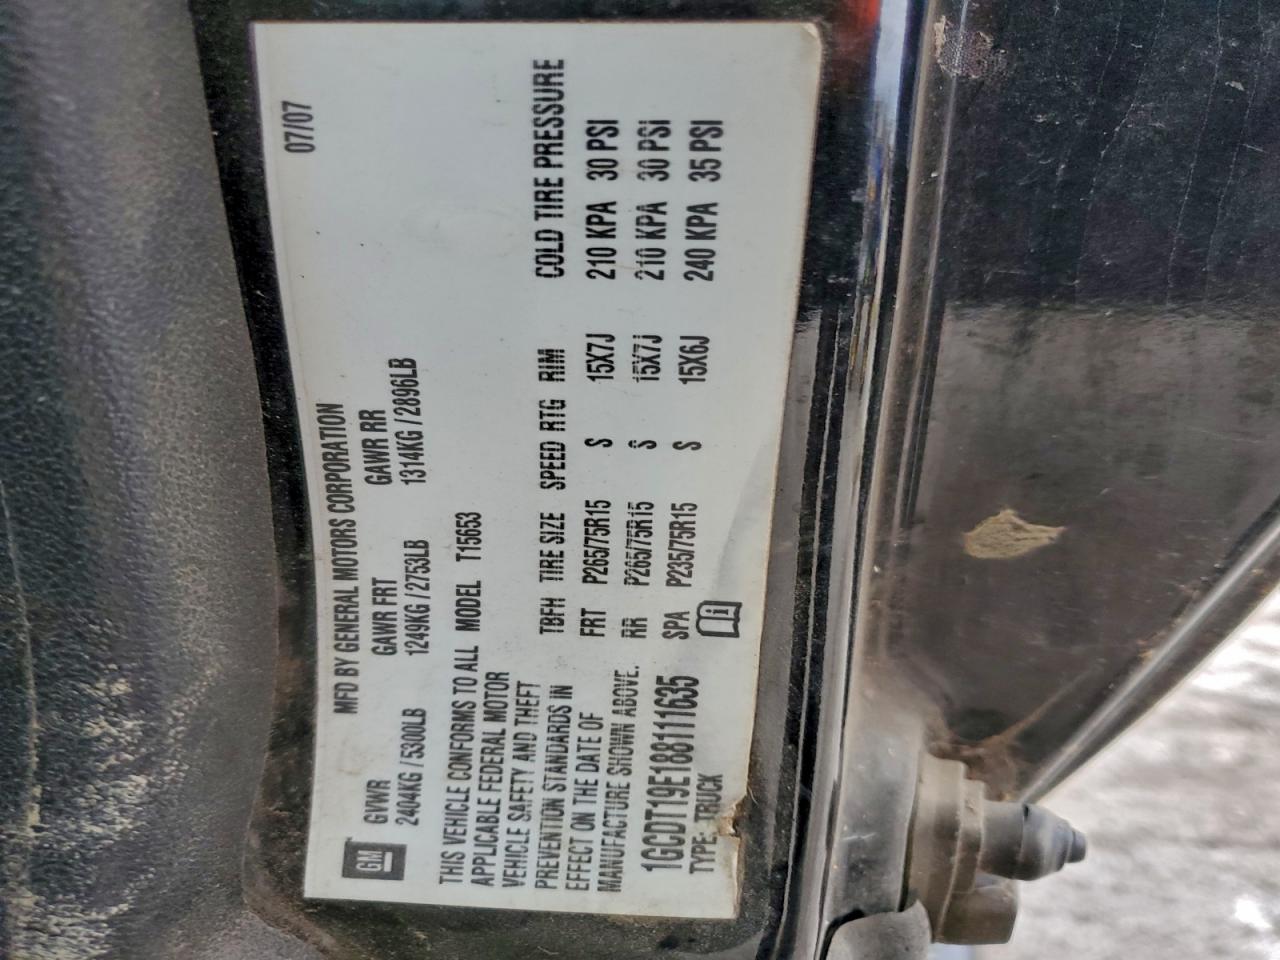 07/07
MFD BY GENERAL MOTORS CORPORATION
GM
GVWR GAWR FRT GAWR RR
2404KG / 5300LB 1249KG / 2753LB 1314KG / 2896LB
THIS VEHICLE CONFORMS TO ALL MODEL T15653
APPLICABLE FEDERAL MOTOR
VEHICLE SAFETY AND THEFT
PREVENTION STANDARDS IN
EFFECT ON THE DATE OF
MANUFACTURE SHOWN ABOVE.
TBFH TIRE SIZE SPEED RTG RIM COLD TIRE PRESSURE
FRT P265/75R15 S 15X7J 210 KPA 30 PSI
RR P265/75R15 S 15X7J 210 KPA 30 PSI
SPA P235/75R15 S 15X6J 240 KPA 35 PSI
1GCDT19E188111635
TYPE: TRUCK